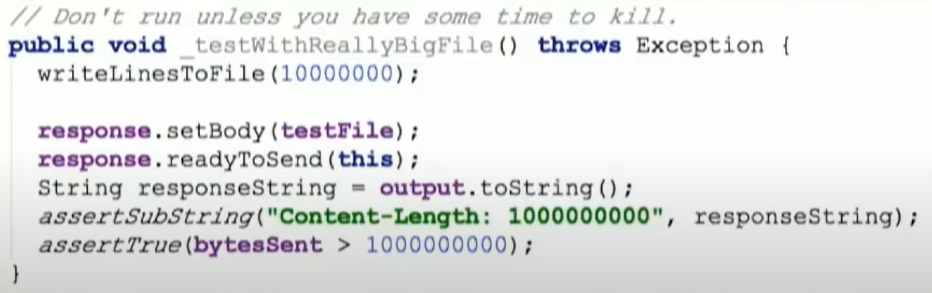 // Don't run unless you have some time to kill.
public void _testWithReallyBigFile() throws Exception {
writeLinesToFile(10000000);
response.setBody(testFile);
response.readyToSend(this);
String responseString = output.toString();
assertSubString("Content-Length: 1000000000", responseString);
assertTrue(bytesSent > 1000000000);
}